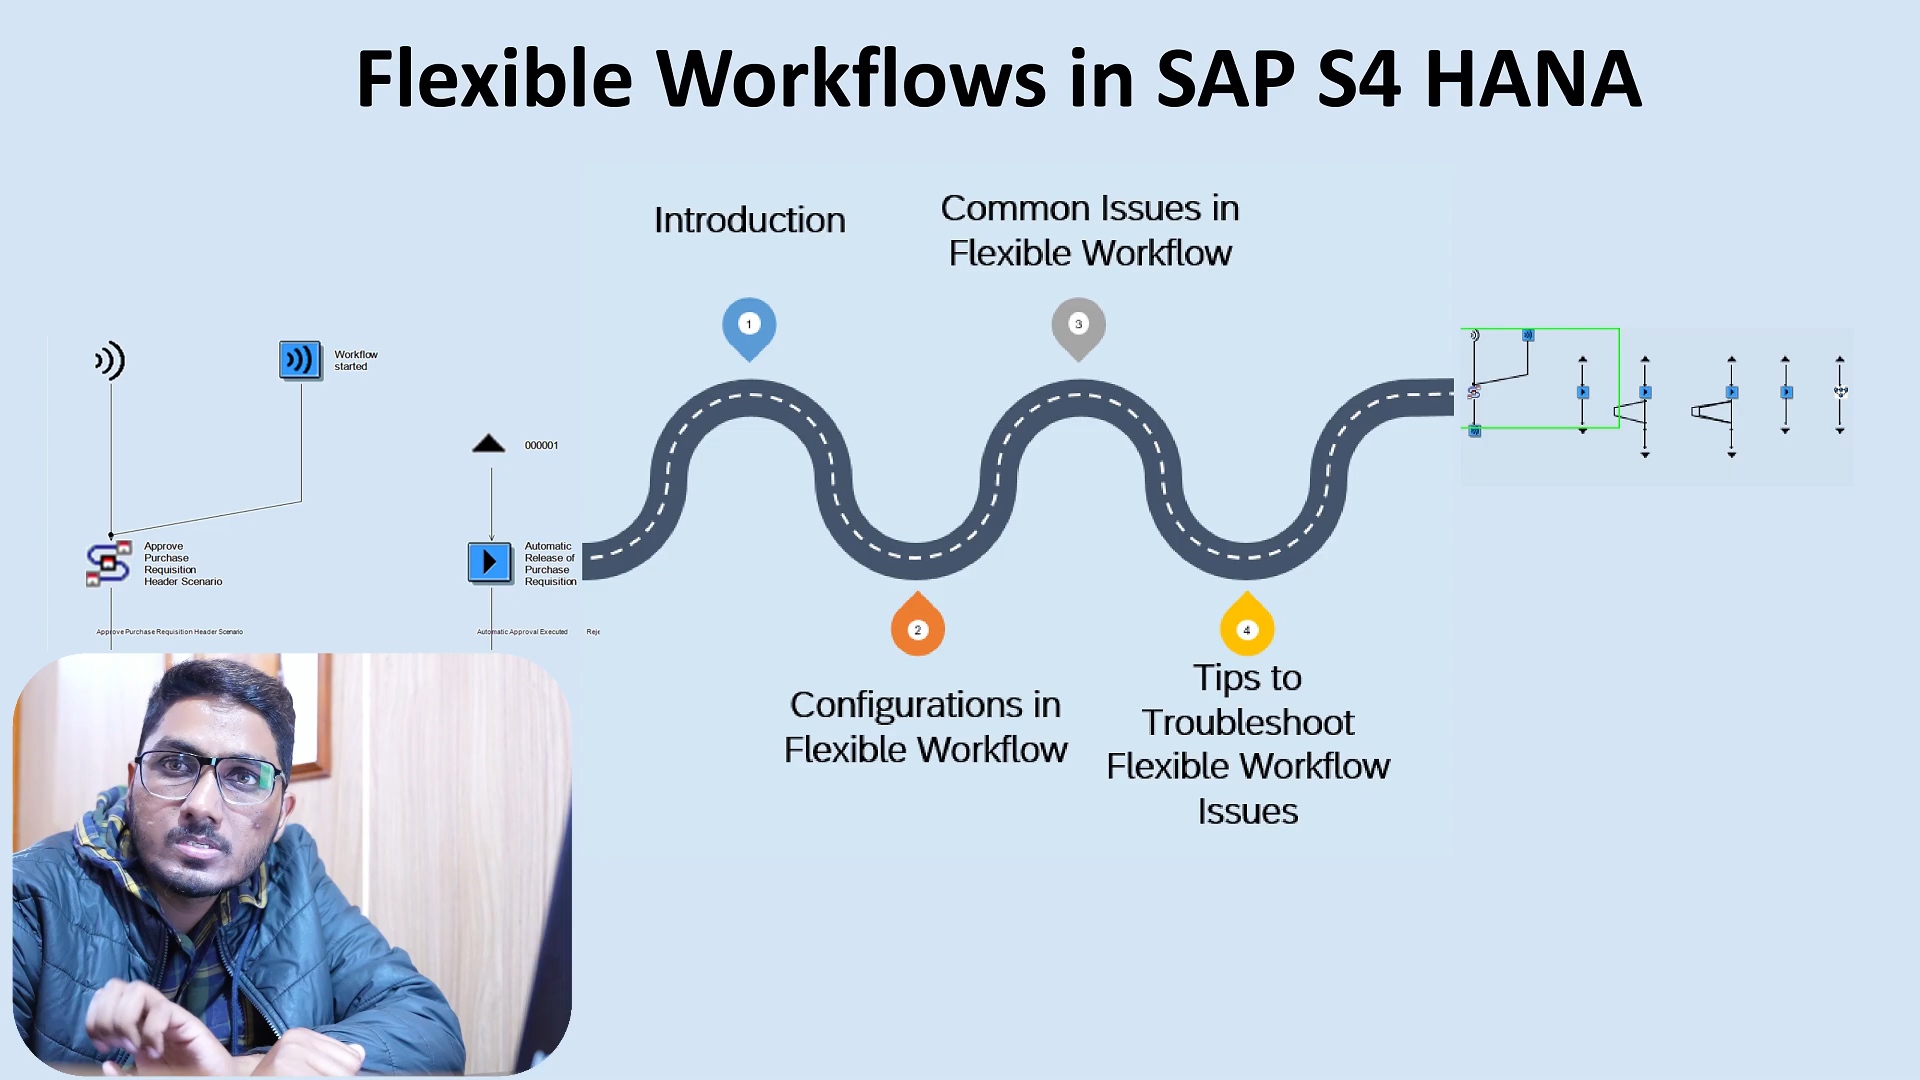 Flexible Workflows in SAP S4 HANA
Introduction
Common Issues in
Flexible Workflow
1
3
Workflow
started
000001
Approve
Purchase
Requisition
Header Scenario
Automatic
Release of
Purchase
Requisition
Approve Purchase Requisition Header Scenario
Automatic Approval Executed
Reje
2
4
Configurations in
Flexible Workflow
Tips to
Troubleshoot
Flexible Workflow
Issues